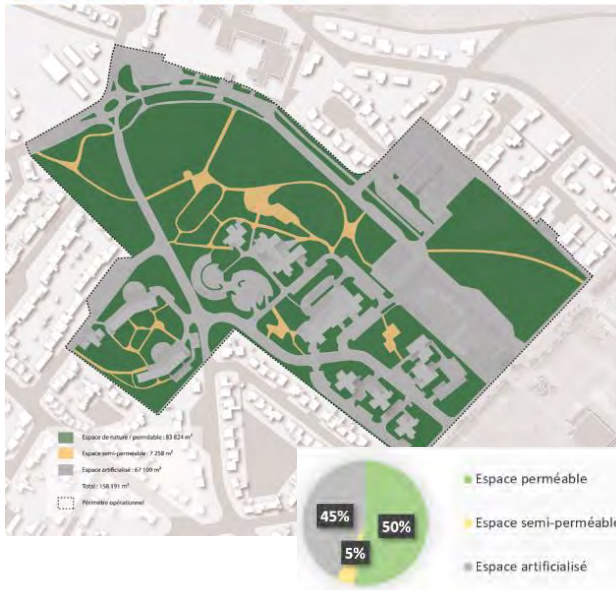 Espace de nature / perméable : 83 824 m²
Espace semi-perméable : 7 258 m²
Espace artificialisé : 67 109 m²
Total : 158 191 m²
Périmètre opérationnel
45%
50%
5%
Espace perméable
Espace semi-perméable
Espace artificialisé